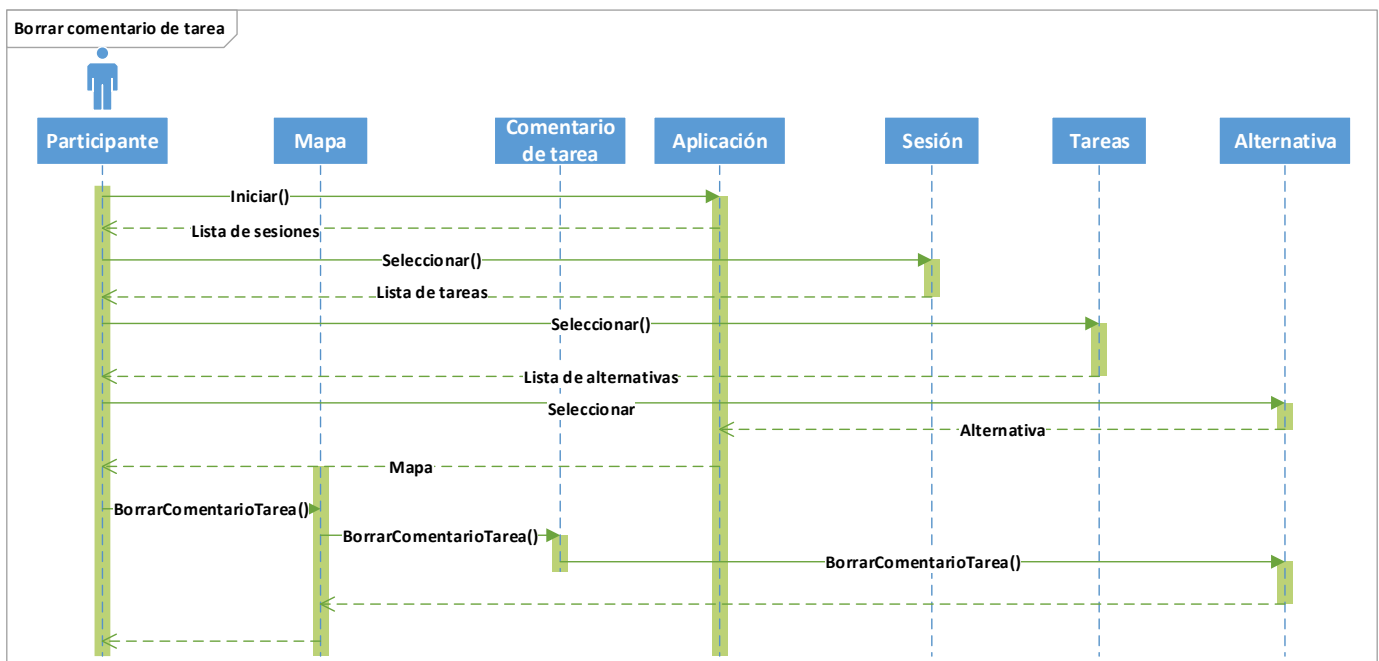 Borrar comentario de tarea
Participante
Mapa
Comentario
de tarea
Aplicación
Sesión
Tareas
Alternativa
Iniciar()
Lista de sesiones
Seleccionar()
Lista de tareas
Seleccionar()
Lista de alternativas
Seleccionar
Alternativa
Mapa
BorrarComentarioTarea()
BorrarComentarioTarea()
BorrarComentarioTarea()